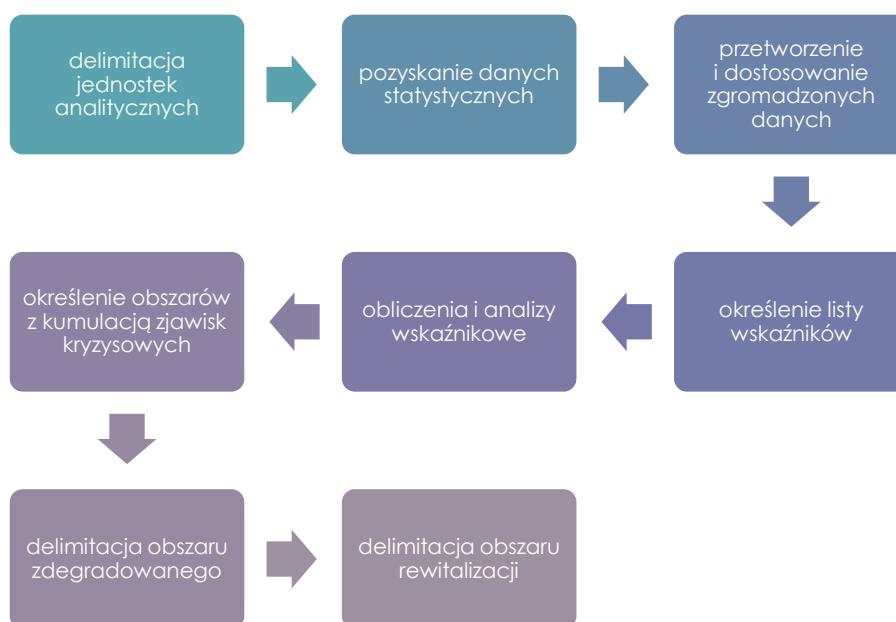 delimitacja
jednostek
analitycznych
pozyskanie danych
statystycznych
przetworzenie
i dostosowanie
zgromadzonych
danych
określenie listy
wskaźników
obliczenia i analizy
wskaźnikowe
określenie obszarów
z kumulacją zjawisk
kryzysowych
delimitacja obszaru
zdegradowanego
delimitacja obszaru
rewitalizacji